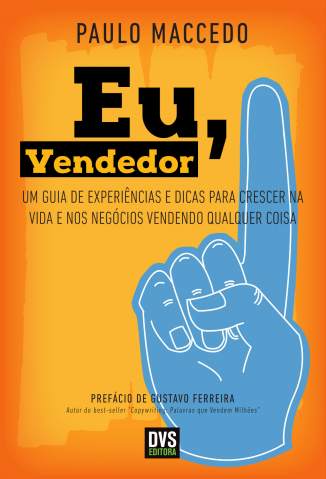 PAULO MACCEDO
Eu,
Vendedor
UM GUIA DE EXPERIÊNCIAS E DICAS PARA CRESCER NA
VIDA E NOS NEGÓCIOS VENDENDO QUALQUER COISA
PREFÁCIO DE GUSTAVO FERREIRA
Autor do best-seller "Copywriting: Palavras que Vendem Milhões"
DVS
EDITORA